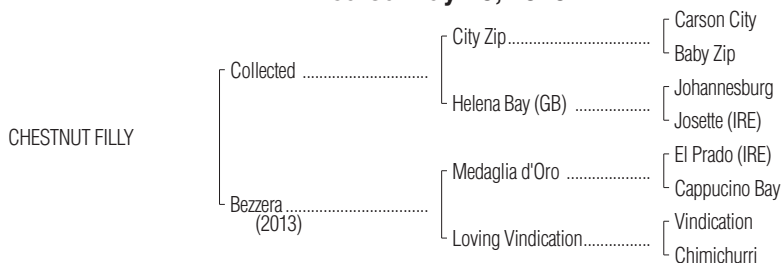 City Zip
Carson City
Baby Zip
Collected
Helena Bay (GB)
Johannesburg
Josette (IRE)
CHESTNUT FILLY
Medaglia d'Oro
El Prado (IRE)
Cappucino Bay
Bezzera
(2013)
Loving Vindication
Vindication
Chimichurri